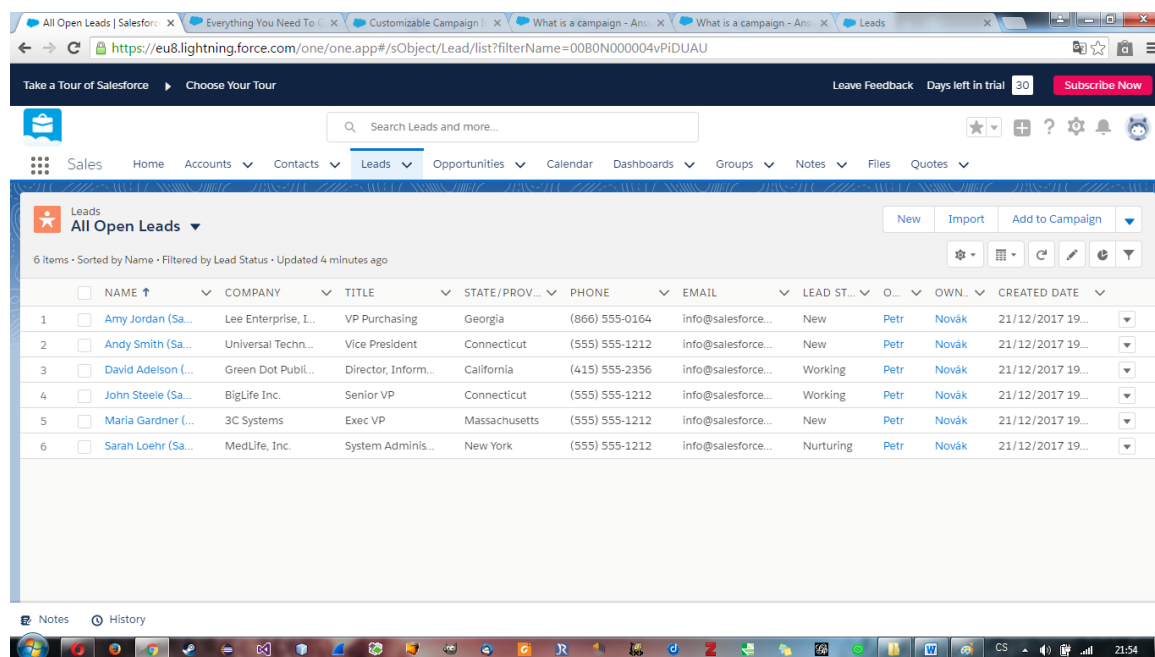 All Open Leads | Salesforc Everything You Need To G Customizable Campaign I What is a campaign - Ans What is a campaign - Ans Leads
https://eu8.lightning.force.com/one/one.app#/sObject/Lead/list?filterName=00B0N000004vPiDUAU
Take a Tour of Salesforce Choose Your Tour Leave Feedback Days left in trial 30 Subscribe Now
Search Leads and more...
Sales Home Accounts Contacts Leads Opportunities Calendar Dashboards Groups Notes Files Quotes
Leads
All Open Leads New Import Add to Campaign
6 items • Sorted by Name • Filtered by Lead Status • Updated 4 minutes ago
NAME COMPANY TITLE STATE/PROV... PHONE EMAIL LEAD ST... O... OWN... CREATED DATE
1 Amy Jordan (Sa... Lee Enterprise, I... VP Purchasing Georgia (866) 555-0164 info@salesforce... New Petr Novák 21/12/2017 19...
2 Andy Smith (Sa... Universal Techn... Vice President Connecticut (555) 555-1212 info@salesforce... New Petr Novák 21/12/2017 19...
3 David Adelson (... Green Dot Publi... Director, Inform... California (415) 555-2356 info@salesforce... Working Petr Novák 21/12/2017 19...
4 John Steele (Sa... BigLife Inc. Senior VP Connecticut (555) 555-1212 info@salesforce... Working Petr Novák 21/12/2017 19...
5 Maria Gardner (... 3C Systems Exec VP Massachusetts (555) 555-1212 info@salesforce... New Petr Novák 21/12/2017 19...
6 Sarah Loehr (Sa... MedLife, Inc. System Adminis... New York (555) 555-1212 info@salesforce... Nurturing Petr Novák 21/12/2017 19...
Notes History
CS 21:54